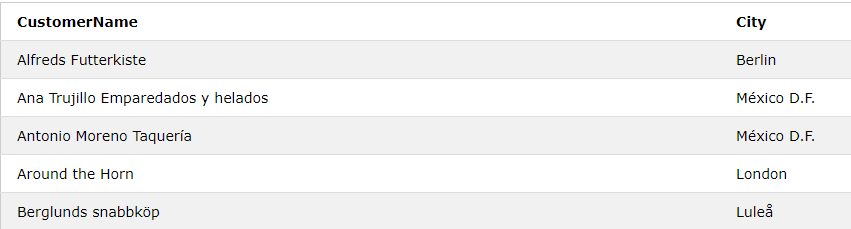 CustomerName City
Alfreds Futterkiste Berlin
Ana Trujillo Emparedados y helados México D.F.
Antonio Moreno Taquería México D.F.
Around the Horn London
Berglunds snabbköp Luleå